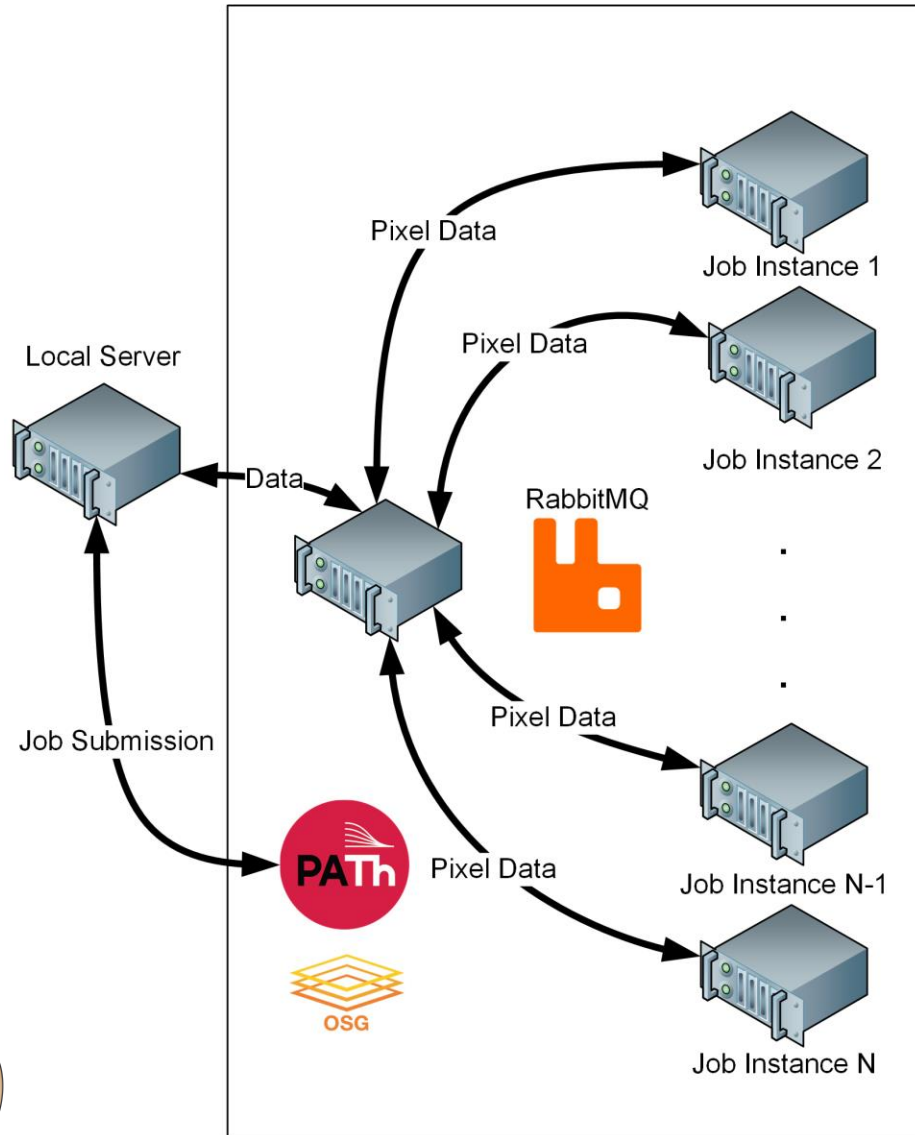 Pixel Data
Job Instance 1
Pixel Data
Local Server
Job Instance 2
Data
RabbitMQ
.
.
.
Pixel Data
Job Submission
PATh
Pixel Data
Job Instance N-1
OSG
Job Instance N